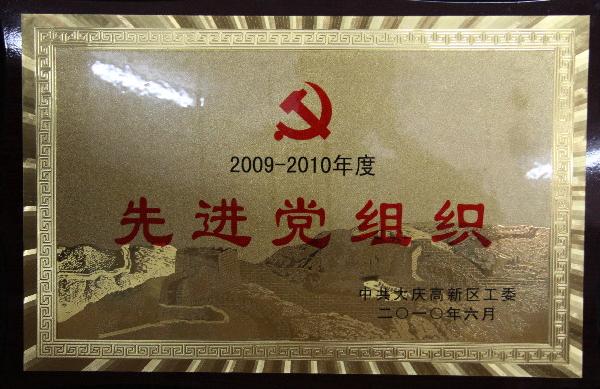 2009-2010年度
先进党组织
中共大庆高新区工委
二〇一〇年六月